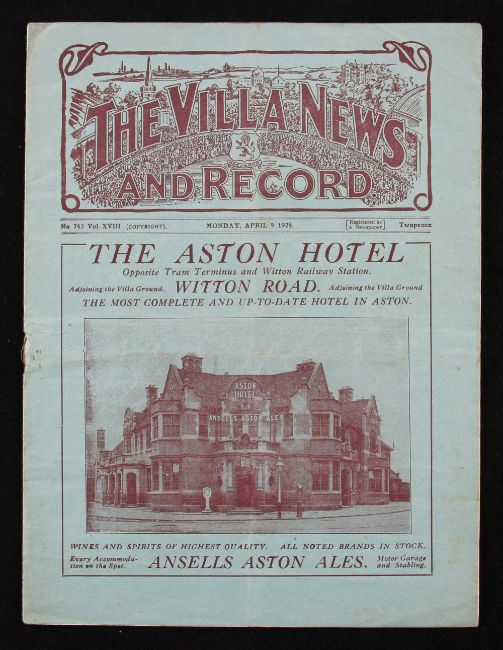 THE VILLA NEWS
AND RECORD
No 743 Vol. XVIII (COPYRIGHT). MONDAY, APRIL 9 1928. [Registered as a Newspaper] Twopence
THE ASTON HOTEL
Opposite Tram Terminus and Witton Railway Station.
Adjoining the Villa Ground. WITTON ROAD. Adjoining the Villa Ground
THE MOST COMPLETE AND UP-TO-DATE HOTEL IN ASTON.
ASTON
HOTEL
ANSELLS ASTON ALES
WINES AND SPIRITS OF HIGHEST QUALITY. ALL NOTED BRANDS IN STOCK.
Every Accommoda-
tion on the Spot.
ANSELLS ASTON ALES.
Motor Garage
and Stabling.